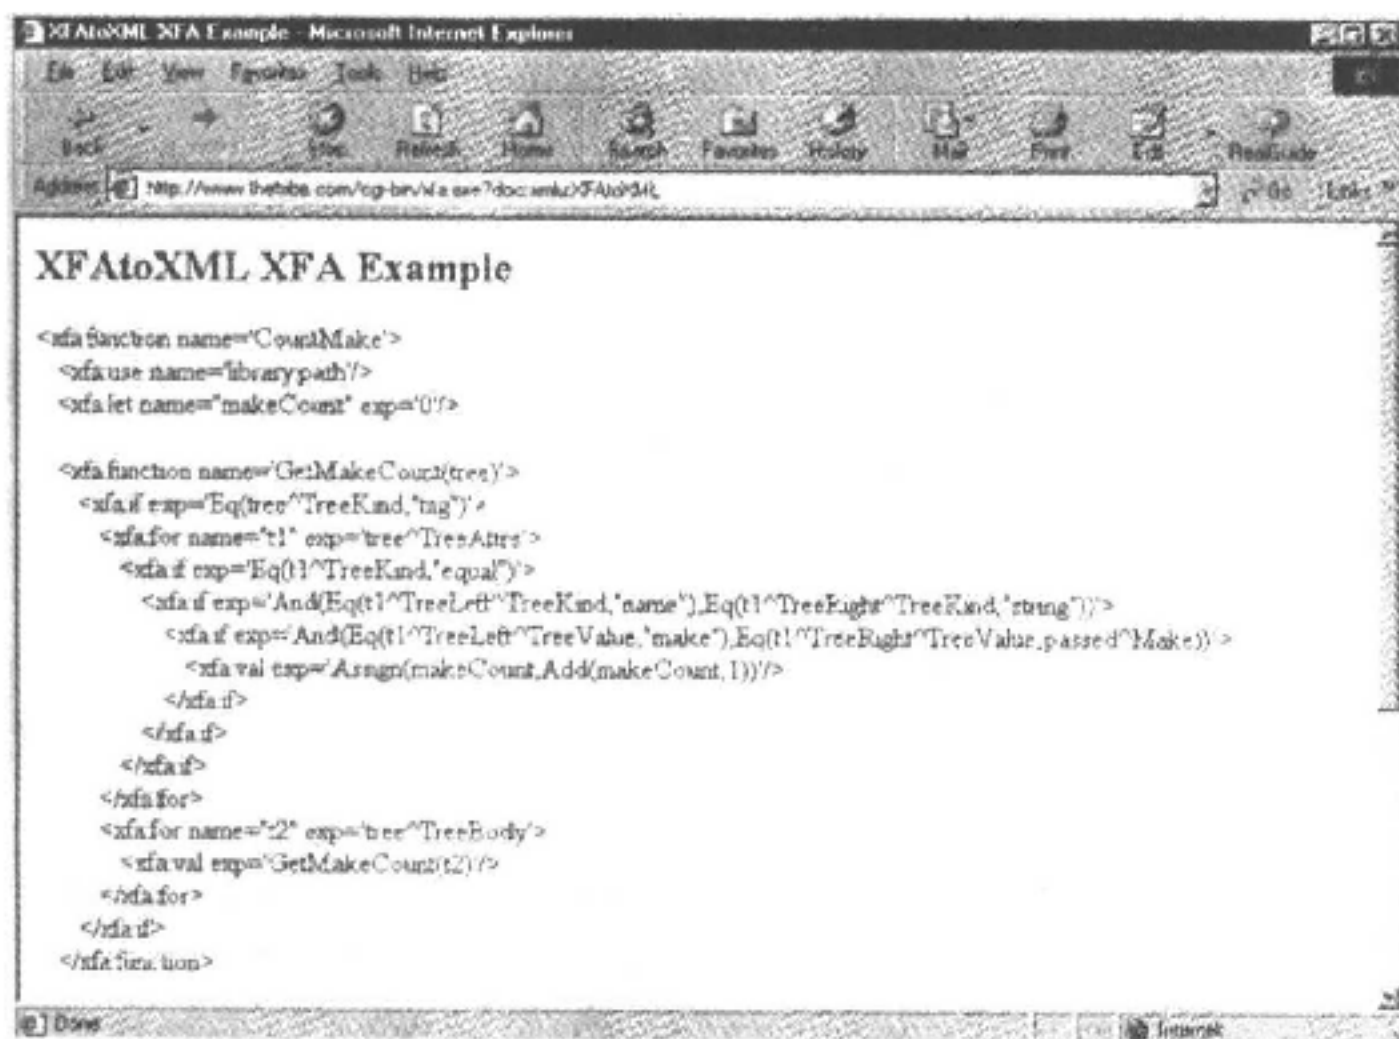 XFAtoXML XFA Example - Microsoft Internet Explorer
File Edit View Favorites Tools Help
Back Stop Refresh Home Search Favorites History Mail Print Edit RealGuide
Address Go Links »
XFAtoXML XFA Example
<xfa:function name='CountMake'>
<xfa:use name='library:path'/>
<xfa:let name="makeCount" exp='0'/>
<xfa:function name='GetMakeCount(tree)'>
<xfa:if exp='Eq(tree^TreeKind,"tag")'>
<xfa:for name="t1" exp='tree^TreeAttrs'>
<xfa:if exp='Eq(t1^TreeKind,"equal")'>
<xfa:if exp='And(Eq(t1^TreeLeft^TreeKind,"name"),Eq(t1^TreeRight^TreeKind,"string"))'>
<xfa:if exp='And(Eq(t1^TreeLeft^TreeValue,"make"),Eq(t1^TreeRight^TreeValue,passed^Make))'>
<xfa:val exp='Assign(makeCount,Add(makeCount,1))'/>
</xfa:if>
</xfa:if>
</xfa:if>
</xfa:for>
<xfa:for name="t2" exp='tree^TreeBody'>
<xfa:val exp='GetMakeCount(t2)'/>
</xfa:for>
</xfa:if>
</xfa:function>
Done Internet